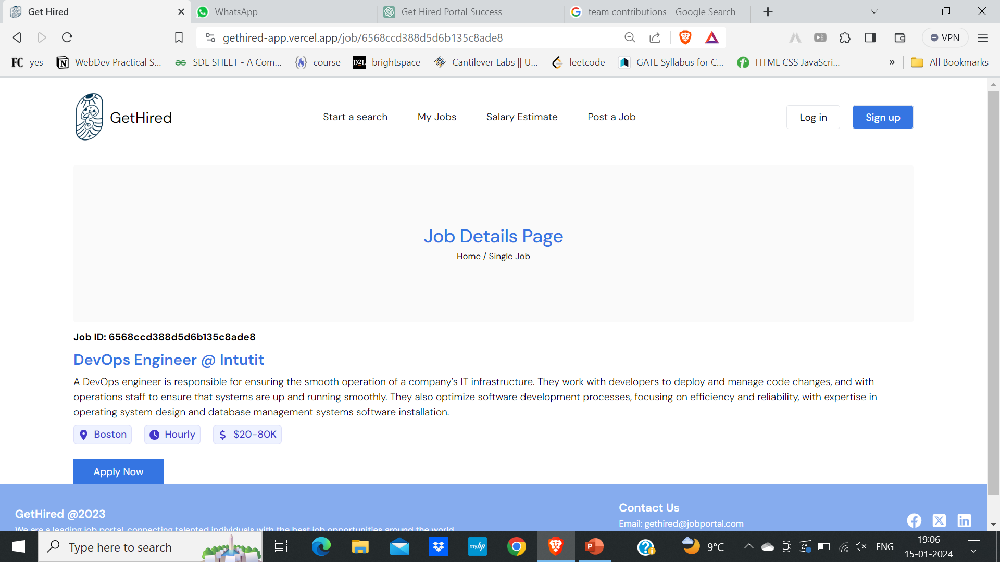 Get Hired
WhatsApp
Get Hired Portal Success
team contributions - Google Search
gethired-app.vercel.app/job/6568ccd388d5d6b135c8ade8
VPN
FC yes
WebDev Practical S...
SDE SHEET - A Com...
course
D2L brightspace
Cantilever Labs || U...
leetcode
GATE Syllabus for C...
HTML CSS JavaScri...
»
All Bookmarks
GetHired
Start a search
My Jobs
Salary Estimate
Post a Job
Log in
Sign up
Job Details Page
Home / Single Job
Job ID: 6568ccd388d5d6b135c8ade8
DevOps Engineer @ Intutit
A DevOps engineer is responsible for ensuring the smooth operation of a company’s IT infrastructure. They work with developers to deploy and manage code changes, and with
operations staff to ensure that systems are up and running smoothly. They also optimize software development processes, focusing on efficiency and reliability, with expertise in
operating system design and database management systems software installation.
Boston
Hourly
$20-80K
Apply Now
GetHired @2023
We are a leading job portal, connecting talented individuals with the best job opportunities around the world
Contact Us
Email: gethired@jobportal.com
Type here to search
myhp
9°C
ENG
19:06
15-01-2024